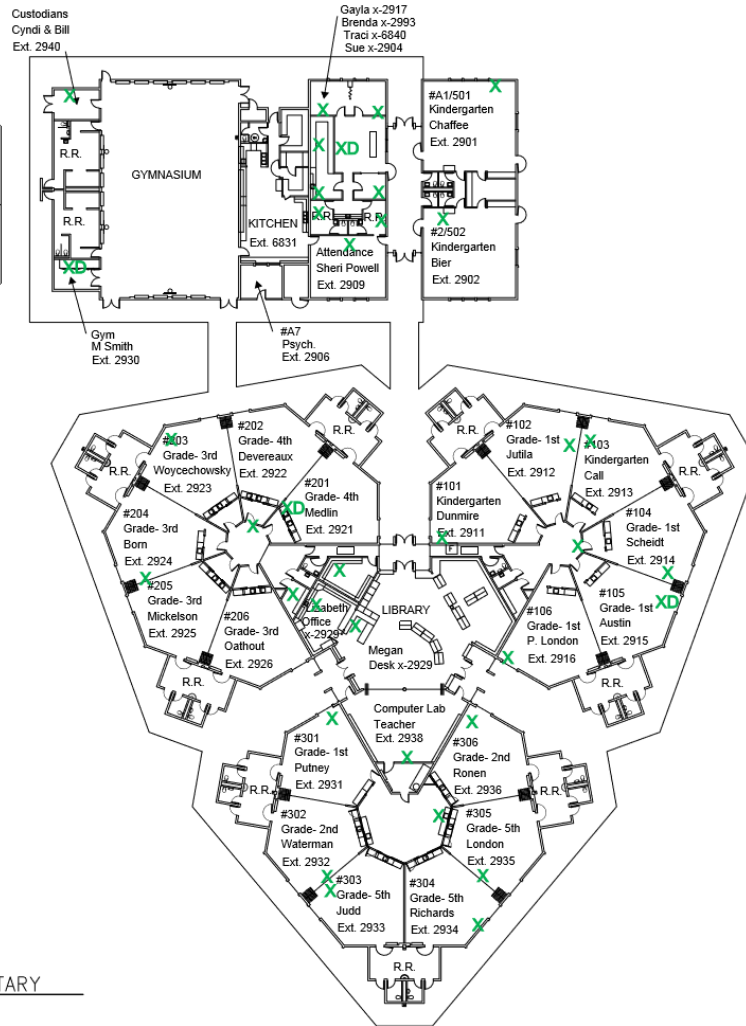 Custodians
Cyndi & Bill
Ext. 2940
Gayla x-2917
Brenda x-2993
Traci x-6840
Sue x-2904
X
X
X
X
#A1/501
Kindergarten
Chaffee
Ext. 2901
R.R.
GYMNASIUM
X
XD
X
X
R.R.
KITCHEN
Ext. 6831
X
R.R.
R.R.
X
X
Attendance
Sheri Powell
Ext. 2909
X
#2/502
Kindergarten
Bier
Ext. 2902
XD
Gym
M Smith
Ext. 2930
#A7
Psych.
Ext. 2906
R.R.
R.R.
#203
Grade- 3rd
Woycechowsky
Ext. 2923
X
#202
Grade- 4th
Devereaux
Ext. 2922
#201
Grade- 4th
Medlin
Ext. 2921
XD
X
R.R.
#204
Grade- 3rd
Born
Ext. 2924
X
#205
Grade- 3rd
Mickelson
Ext. 2925
#206
Grade- 3rd
Oathout
Ext. 2926
R.R.
R.R.
#102
Grade- 1st
Jutila
Ext. 2912
X
X
#103
Kindergarten
Call
Ext. 2913
R.R.
#101
Kindergarten
Dunmire
Ext. 2911
X
F
X
#104
Grade- 1st
Scheidt
Ext. 2914
X
XD
#105
Grade- 1st
Austin
Ext. 2915
#106
Grade- 1st
P. London
Ext. 2916
X
R.R.
X
X
X
Elizabeth
Office
x-2929
X
LIBRARY
Megan
Desk x-2929
Computer Lab
Teacher
Ext. 2938
X
X
#301
Grade- 1st
Putney
Ext. 2931
X
#306
Grade- 2nd
Ronen
Ext. 2936
R.R.
R.R.
#302
Grade- 2nd
Waterman
Ext. 2932
X
#305
Grade- 5th
London
Ext. 2935
X
X
#303
Grade- 5th
Judd
Ext. 2933
X
#304
Grade- 5th
Richards
Ext. 2934
X
R.R.
TARY